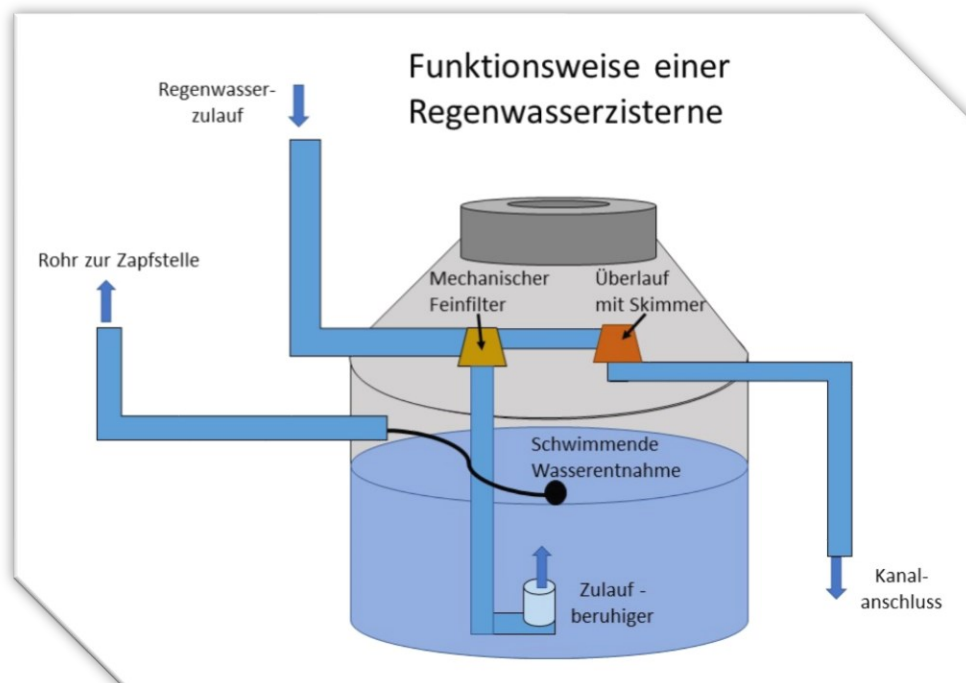 Funktionsweise einer
Regenwasserzisterne
Regenwasser-
zulauf
Rohr zur Zapfstelle
Mechanischer
Feinfilter
Überlauf
mit Skimmer
Schwimmende
Wasserentnahme
Zulauf -
beruhiger
Kanal-
anschluss